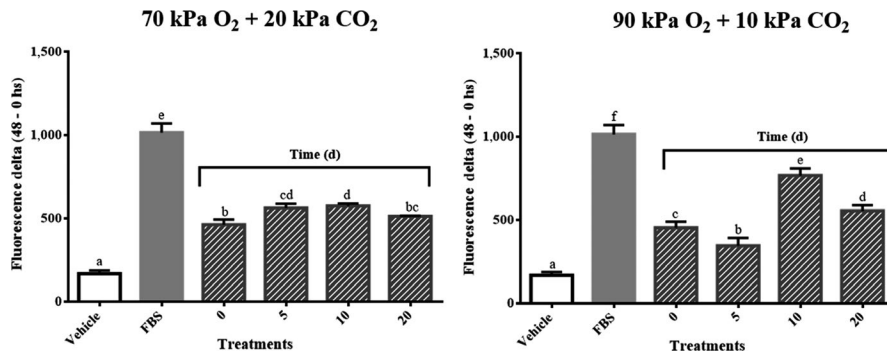 70 kPa O₂ + 20 kPa CO₂
Fluorescence delta (48 - 0 hs)
1,500
1,000
500
0
a
e
Time (d)
b
cd
d
bc
Vehicle
FBS
0
5
10
20
Treatments
90 kPa O₂ + 10 kPa CO₂
Fluorescence delta (48 - 0 hs)
1,500
1,000
500
0
a
f
Time (d)
c
b
e
d
Vehicle
FBS
0
5
10
20
Treatments